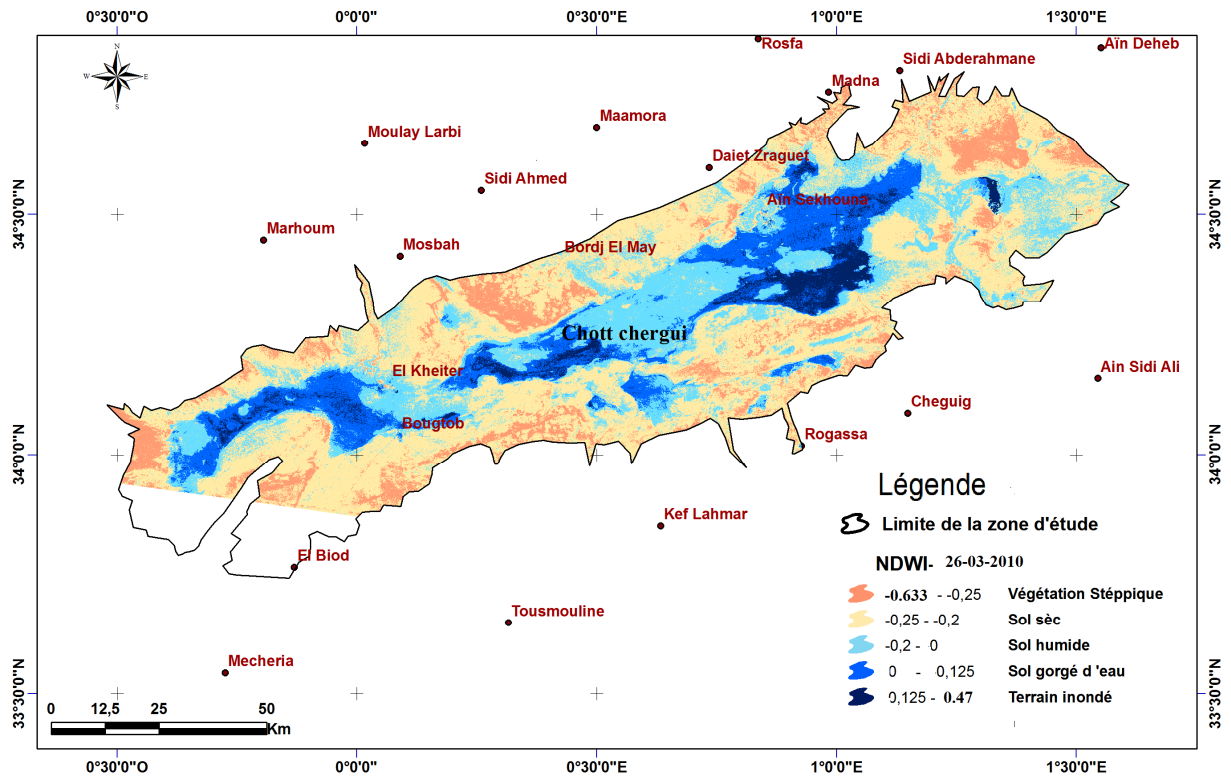 0°30'0"O 0°0'0" 0°30'0"E 1°0'0"E 1°30'0"E
N
W E
S
Rosfa
Aïn Deheb
Sidi Abderahmane
Madna
Maamora
Moulay Larbi
Daiet Zraguet
Sidi Ahmed
Aïn Sekhouna
34°30'0"N 34°30'0"N
Marhoum
Mosbah
Bordj El May
Chott chergui
El Kheiter
Ain Sidi Ali
Cheguig
Bougtob
Rogassa
34°0'0"N 34°0'0"N
Légende
Limite de la zone d'étude
Kef Lahmar
El Biod
NDWI- 26-03-2010
-0.633 - -0,25 Végétation Stéppique
-0,25 - -0,2 Sol sèc
-0,2 - 0 Sol humide
0 - 0,125 Sol gorgé d 'eau
0,125 - 0.47 Terrain inondé
Tousmouline
Mecheria
33°30'0"N 33°30'0"N
0 12,5 25 50
Km
0°30'0"O 0°0'0" 0°30'0"E 1°0'0"E 1°30'0"E